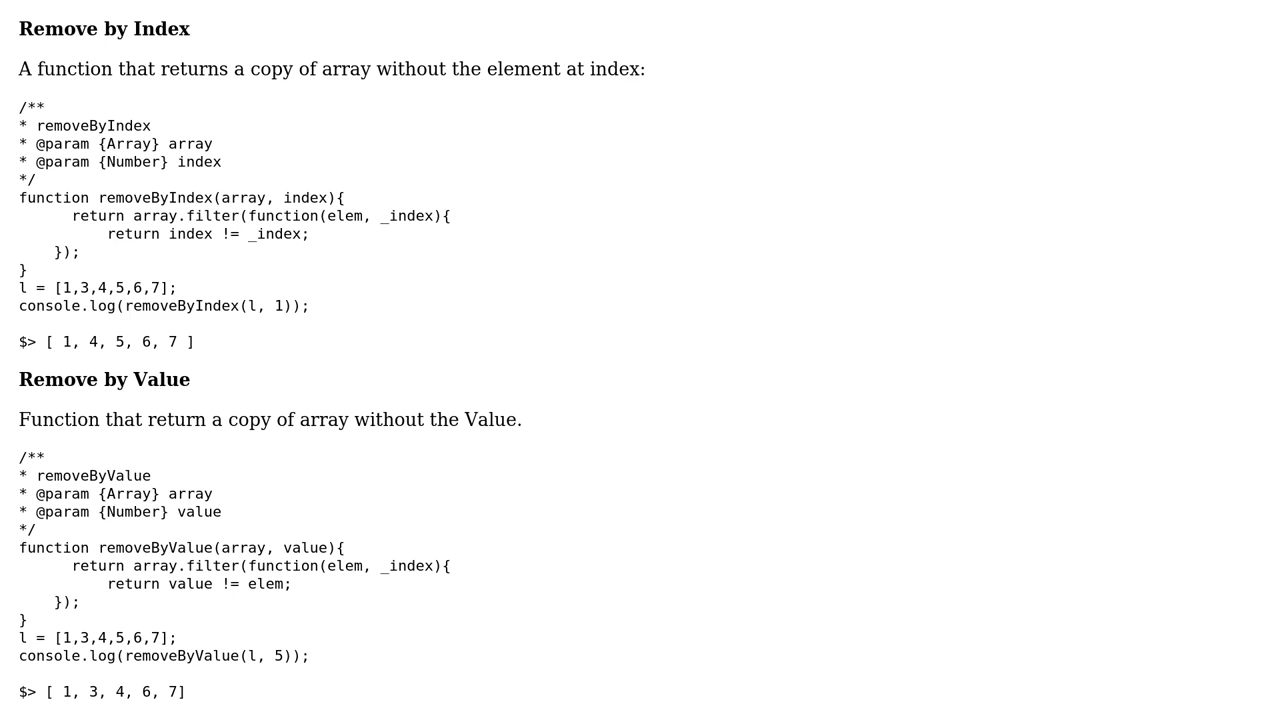 Remove by Index
A function that returns a copy of array without the element at index:
/**
* removeByIndex
* @param {Array} array
* @param {Number} index
*/
function removeByIndex(array, index){
      return array.filter(function(elem, _index){
          return index != _index;
    });
}
l = [1,3,4,5,6,7];
console.log(removeByIndex(l, 1));

$> [ 1, 4, 5, 6, 7 ]
Remove by Value
Function that return a copy of array without the Value.
/**
* removeByValue
* @param {Array} array
* @param {Number} value
*/
function removeByValue(array, value){
      return array.filter(function(elem, _index){
          return value != elem;
    });
}
l = [1,3,4,5,6,7];
console.log(removeByValue(l, 5));

$> [ 1, 3, 4, 6, 7]